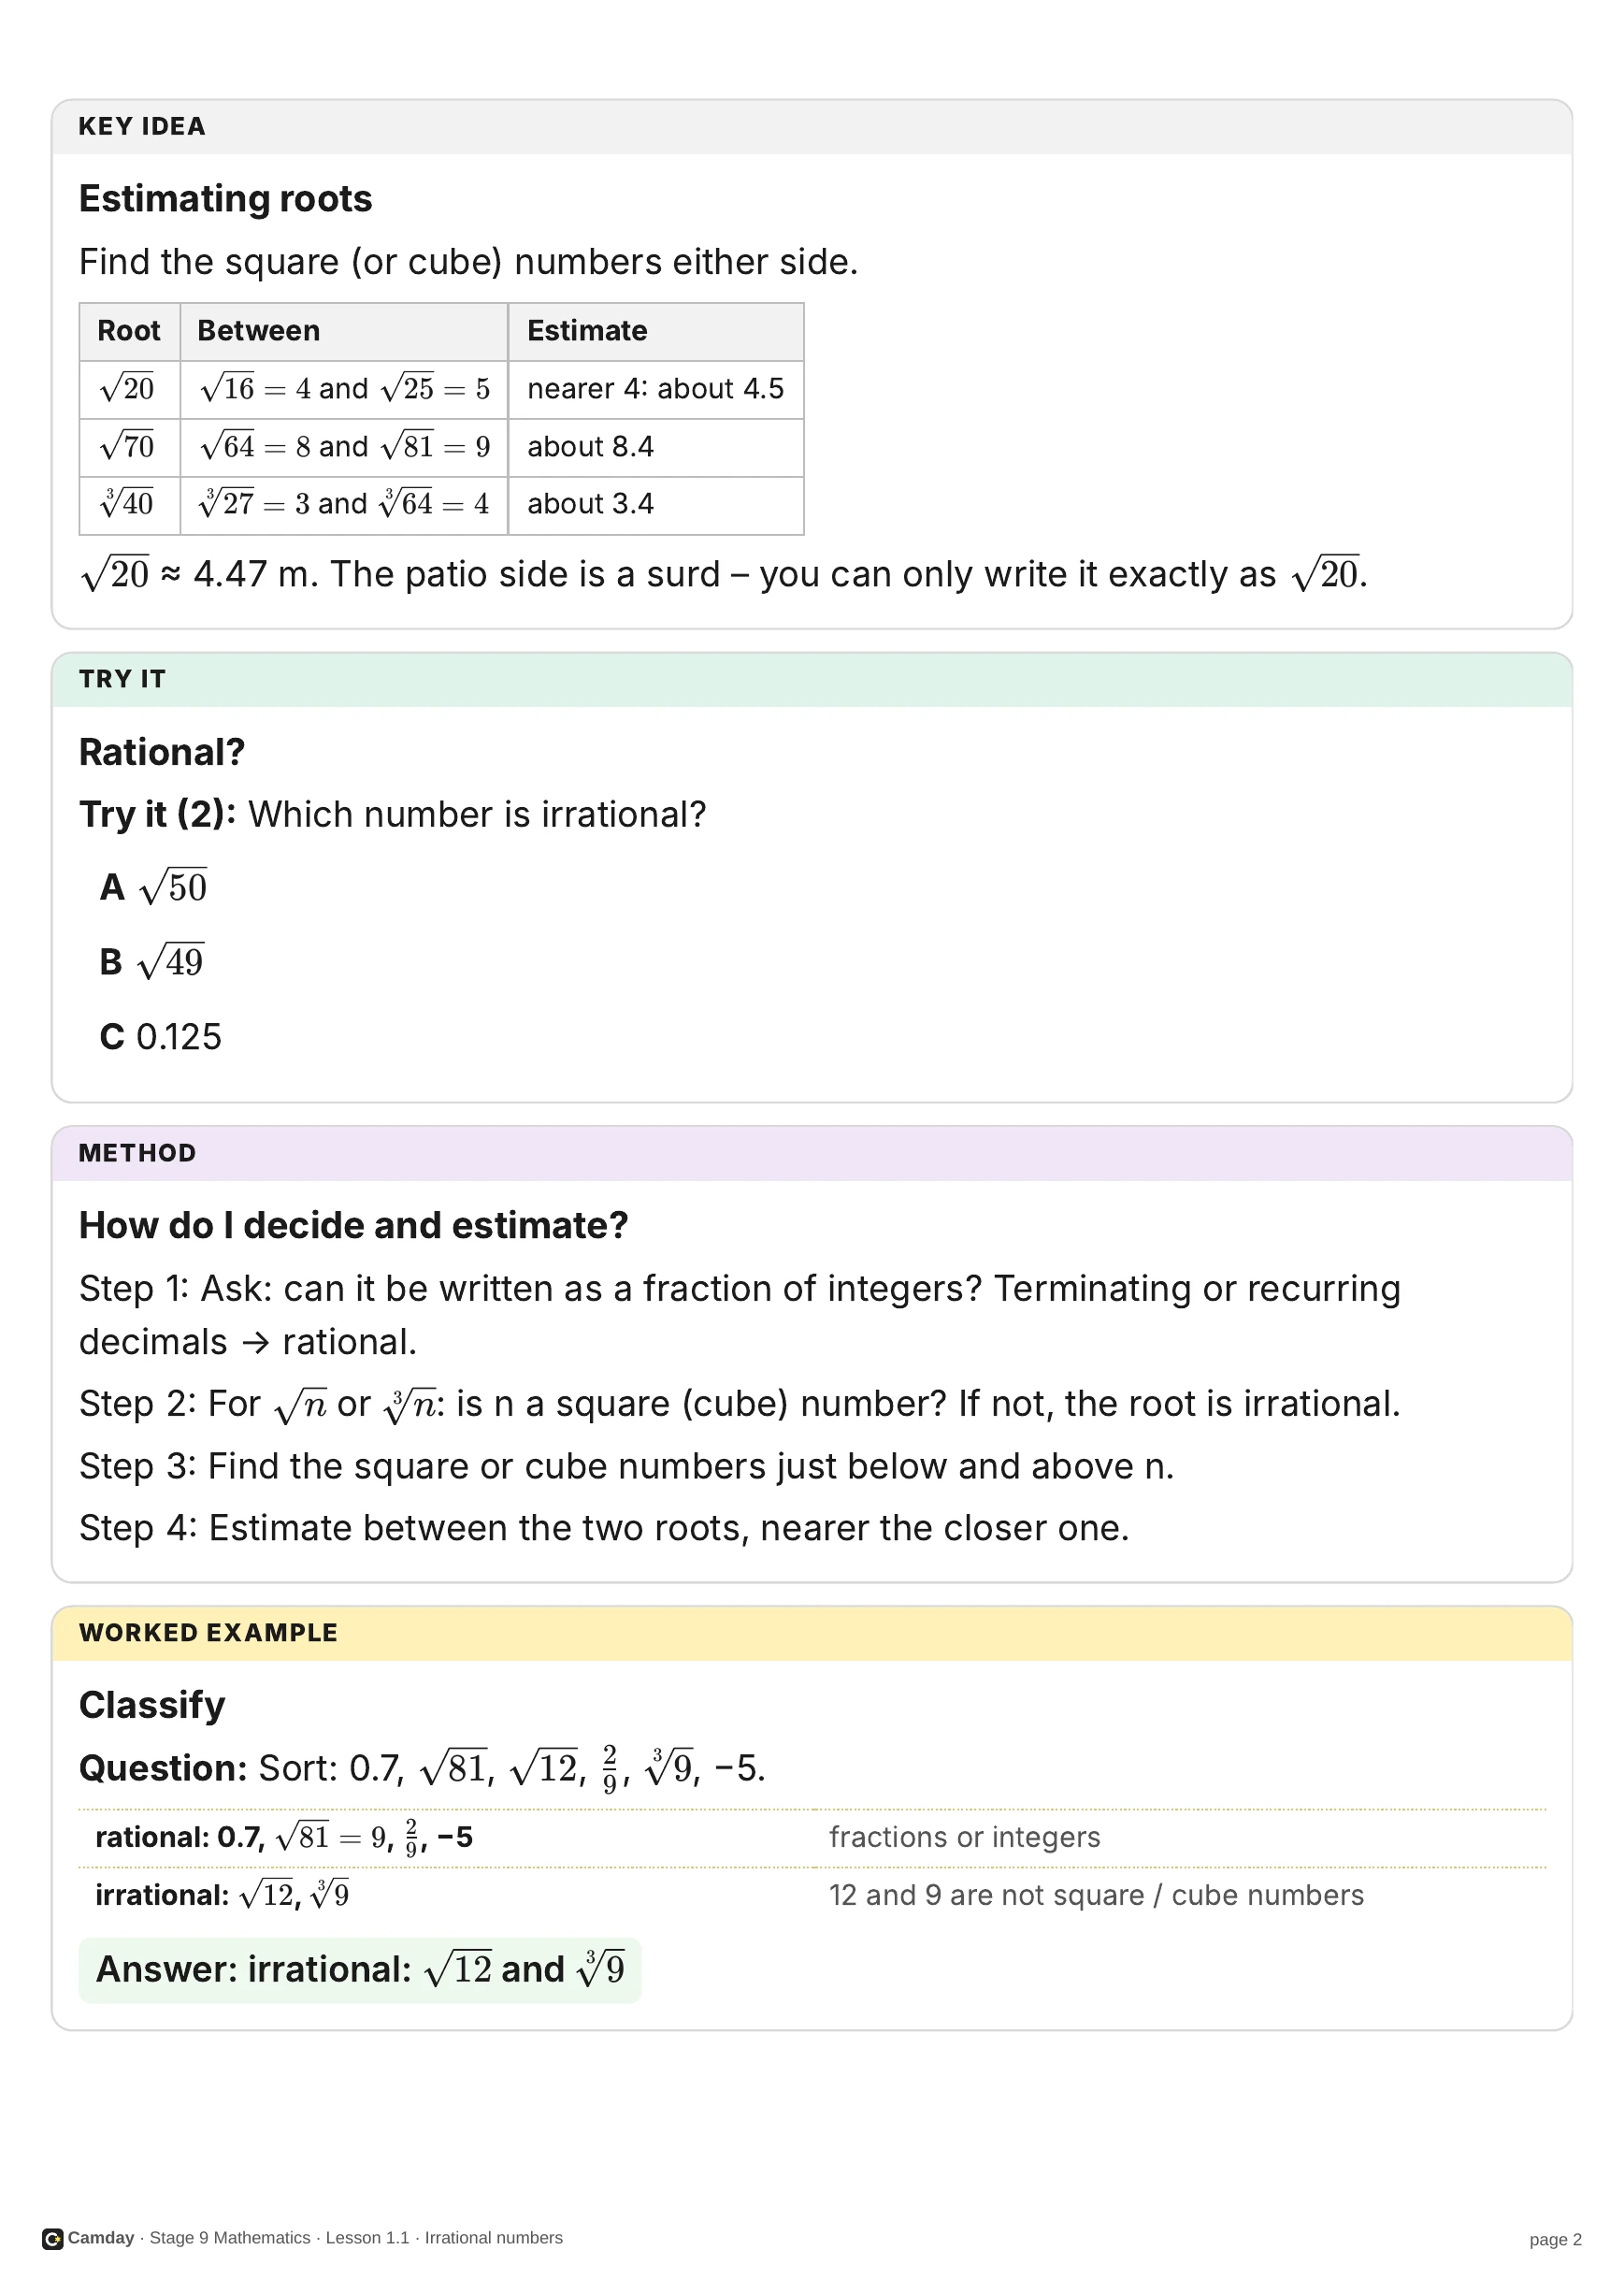 KEY IDEA
Estimating roots
Find the square (or cube) numbers either side.
Root Between Estimate
√20 √16 = 4 and √25 = 5 nearer 4: about 4.5
√70 √64 = 8 and √81 = 9 about 8.4
∛40 ∛27 = 3 and ∛64 = 4 about 3.4
√20 ≈ 4.47 m. The patio side is a surd – you can only write it exactly as √20.
TRY IT
Rational?
Try it (2): Which number is irrational?
A √50
B √49
C 0.125
METHOD
How do I decide and estimate?
Step 1: Ask: can it be written as a fraction of integers? Terminating or recurring
decimals → rational.
Step 2: For √n or ∛n: is n a square (cube) number? If not, the root is irrational.
Step 3: Find the square or cube numbers just below and above n.
Step 4: Estimate between the two roots, nearer the closer one.
WORKED EXAMPLE
Classify
Question: Sort: 0.7, √81, √12, 2/9, ∛9, −5.
rational: 0.7, √81 = 9, 2/9, −5 fractions or integers
irrational: √12, ∛9 12 and 9 are not square / cube numbers
Answer: irrational: √12 and ∛9
Camday · Stage 9 Mathematics · Lesson 1.1 · Irrational numbers page 2